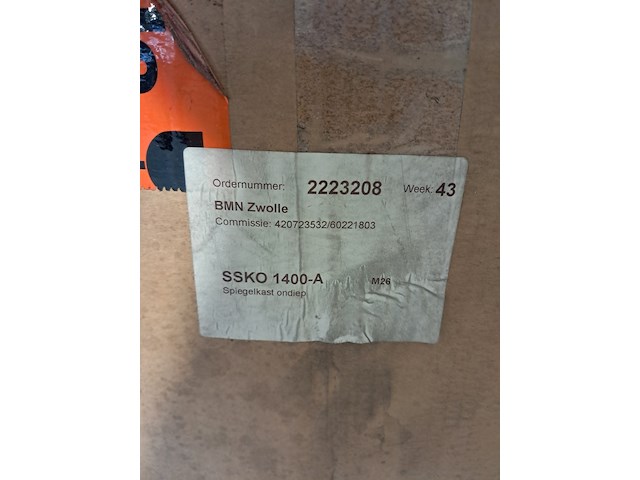 Ordernummer: 2223208 Week: 43
BMN Zwolle
Commissie: 420723532/60221803
SSKO 1400-A M26
Spiegelkast ondiep